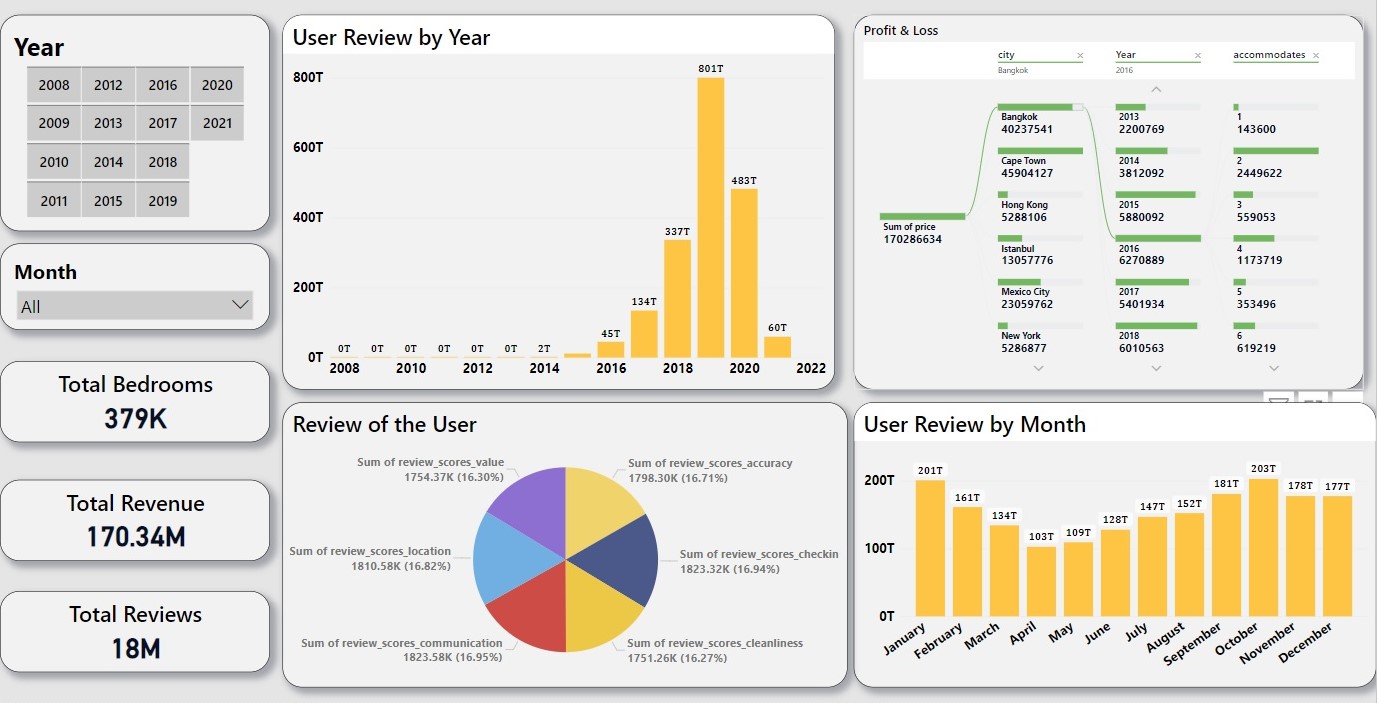 Year
2008 2012 2016 2020
2009 2013 2017 2021
2010 2014 2018
2011 2015 2019
Month
All
Total Bedrooms
379K
Total Revenue
170.34M
Total Reviews
18M
User Review by Year
800T
600T
400T
200T
0T
0T 0T 0T 0T 0T 0T 2T 45T 134T 337T 801T 483T 60T
2008 2010 2012 2014 2016 2018 2020 2022
Profit & Loss
city Year accommodates
Bangkok 2016
Sum of price
170286634
Bangkok
40237541
Cape Town
45904127
Hong Kong
5288106
Istanbul
13057776
Mexico City
23059762
New York
5286877
2013
2200769
2014
3812092
2015
5880092
2016
6270889
2017
5401934
2018
6010563
1
143600
2
2449622
3
559053
4
1173719
5
353496
6
619219
Review of the User
Sum of review_scores_value
1754.37K (16.30%)
Sum of review_scores_accuracy
1798.30K (16.71%)
Sum of review_scores_location
1810.58K (16.82%)
Sum of review_scores_checkin
1823.32K (16.94%)
Sum of review_scores_communication
1823.58K (16.95%)
Sum of review_scores_cleanliness
1751.26K (16.27%)
User Review by Month
200T
100T
0T
201T 161T 134T 103T 109T 128T 147T 152T 181T 203T 178T 177T
January February March April May June July August September October November December